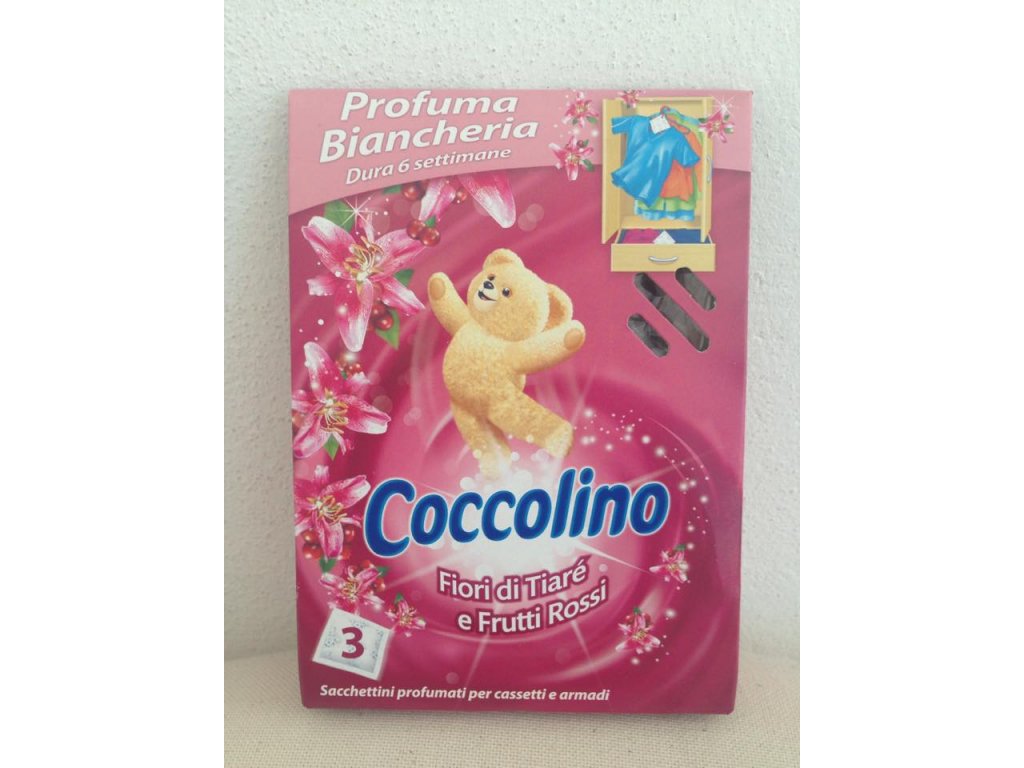 Profuma
Biancheria
Dura 6 settimane
Coccolino
Fiori di Tiaré
e Frutti Rossi
3
Sacchettini profumati per cassetti e armadi